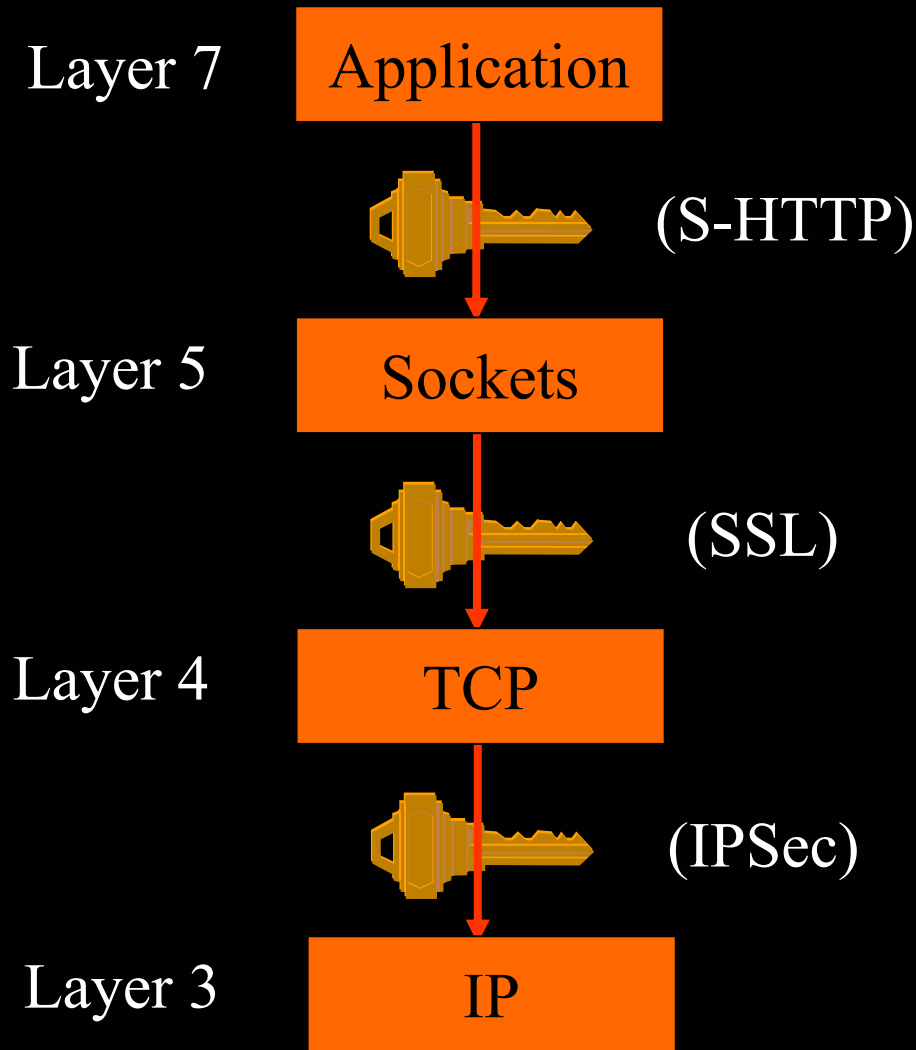 Layer 7
Application
(S-HTTP)
Layer 5
Sockets
(SSL)
Layer 4
TCP
(IPSec)
Layer 3
IP